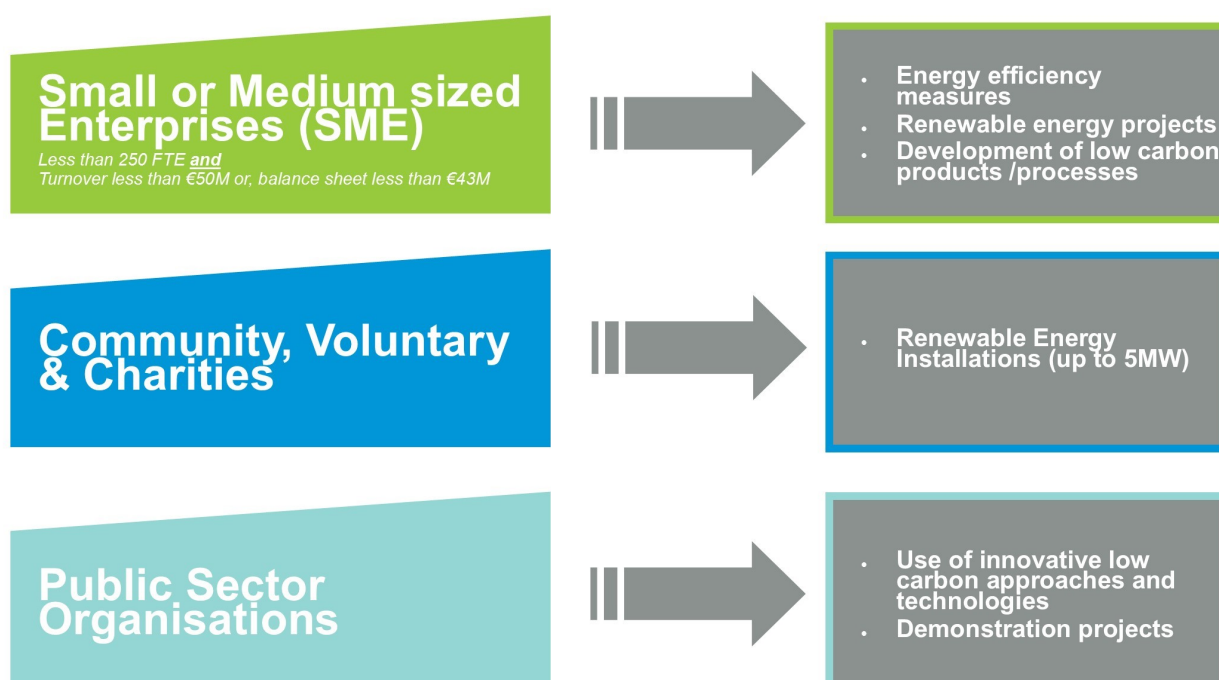 Small or Medium sized
Enterprises (SME)
Less than 250 FTE and
Turnover less than €50M or, balance sheet less than €43M
• Energy efficiency
measures
• Renewable energy projects
• Development of low carbon
products /processes
Community, Voluntary
& Charities
• Renewable Energy
Installations (up to 5MW)
Public Sector
Organisations
• Use of innovative low
carbon approaches and
technologies
• Demonstration projects